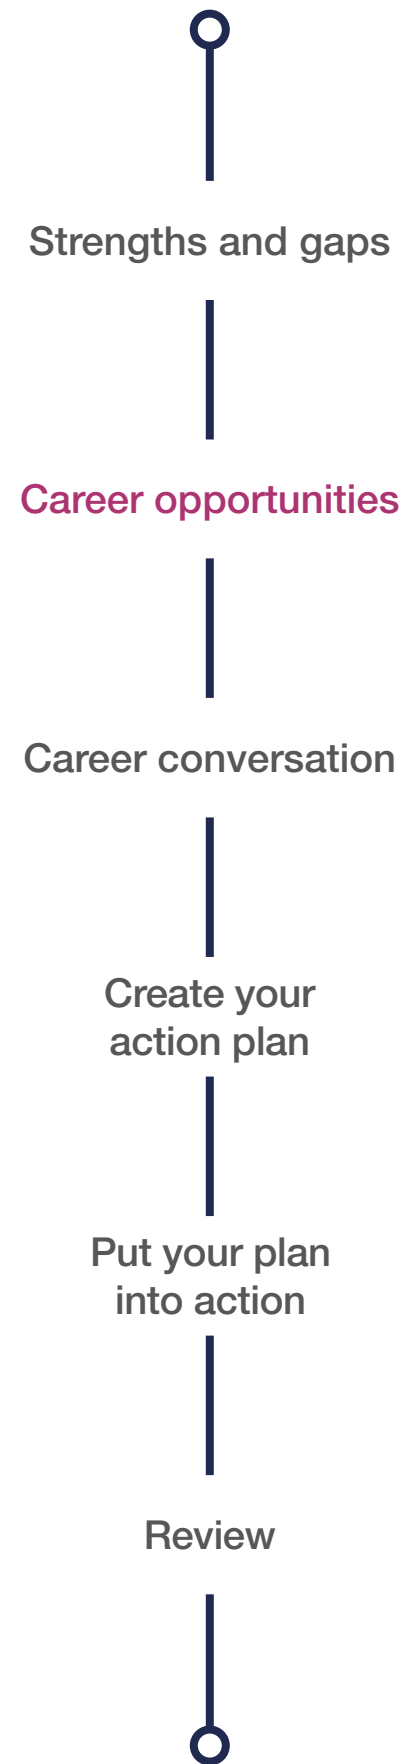 Strengths and gaps
Career opportunities
Career conversation
Create your
action plan
Put your plan
into action
Review